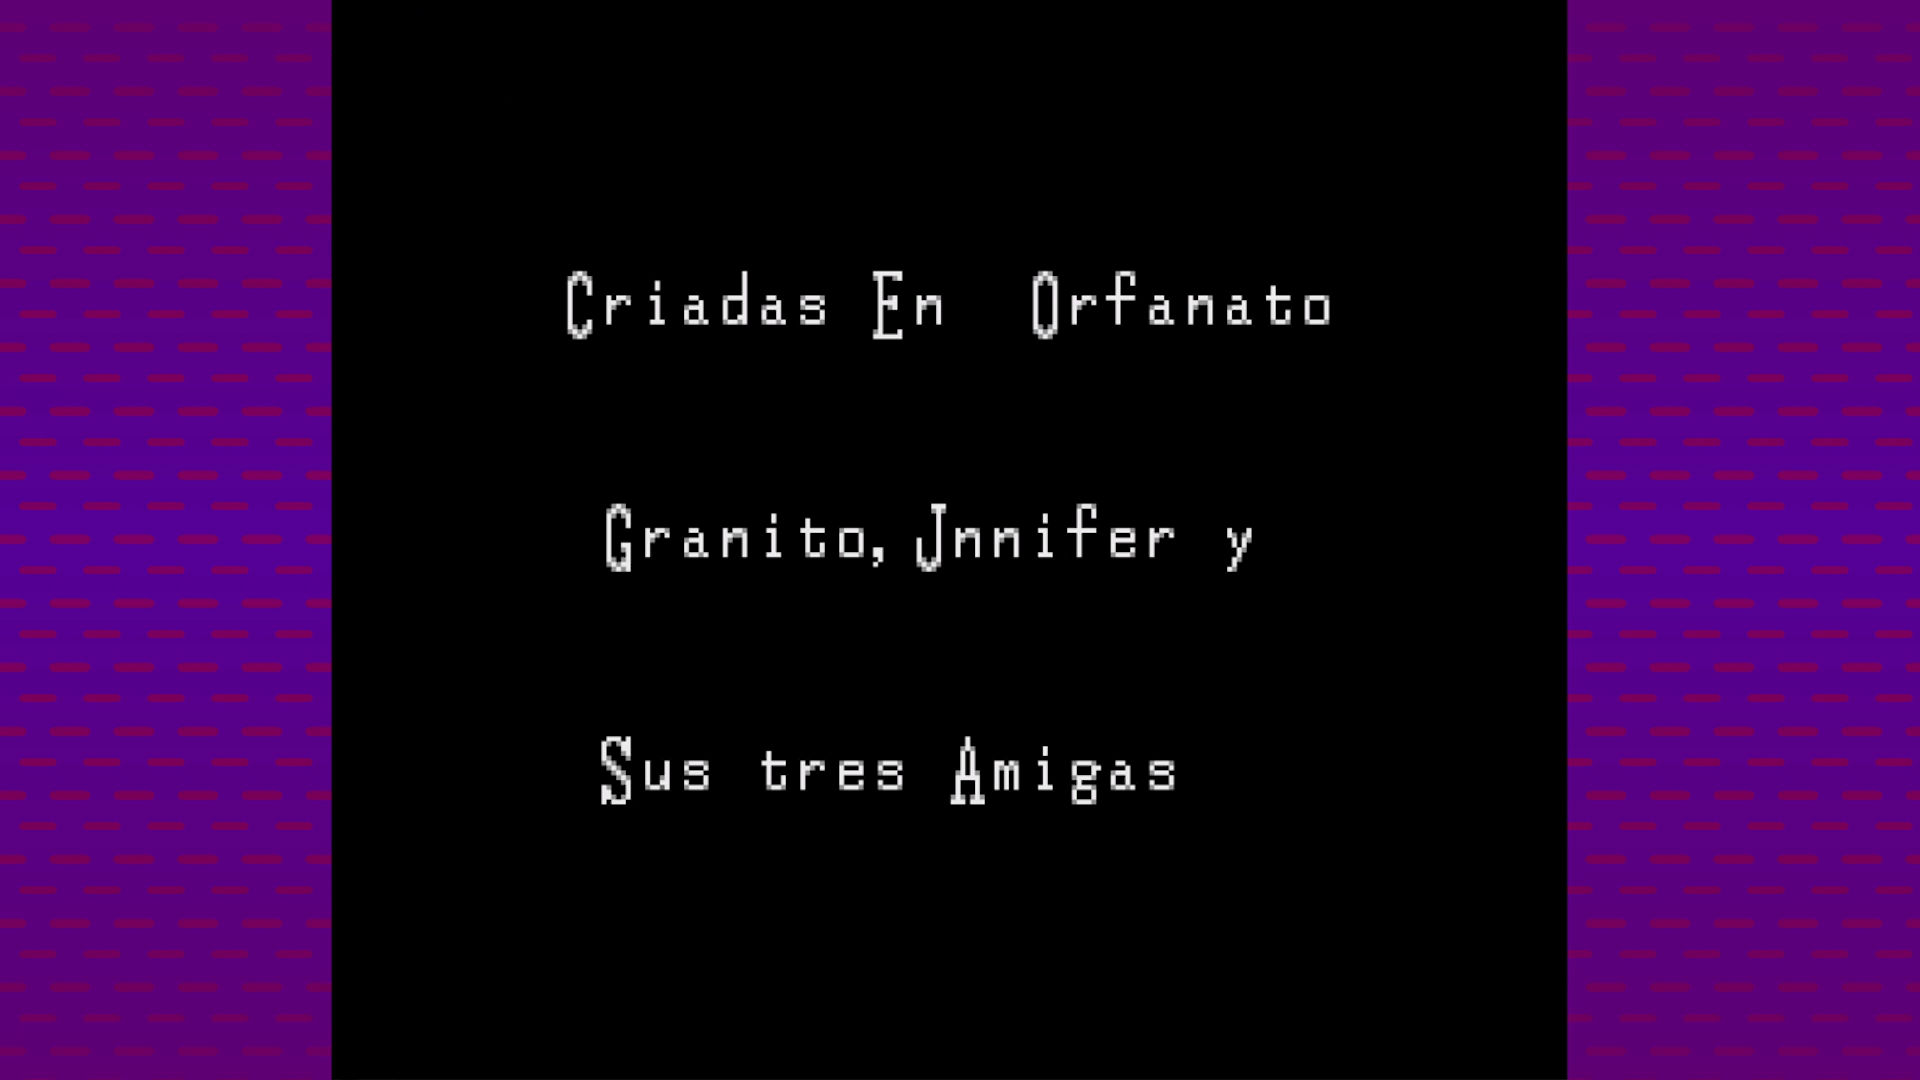 Criadas En Orfanato
Granito, Jnnifer y
Sus tres Amigas